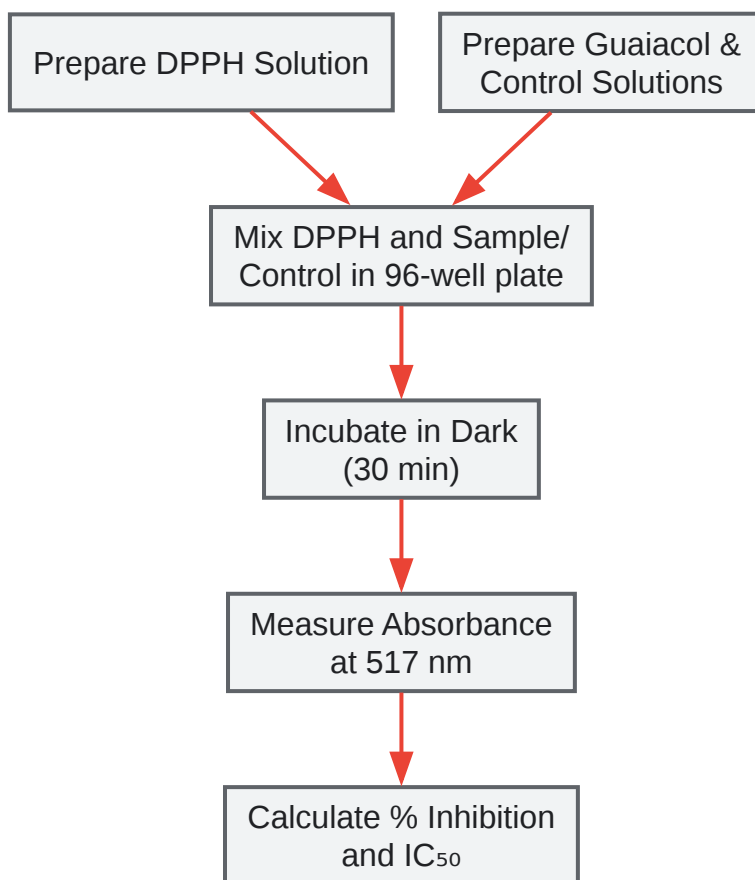 Prepare DPPH Solution
Prepare Guaiacol &
Control Solutions
Mix DPPH and Sample/
Control in 96-well plate
Incubate in Dark
(30 min)
Measure Absorbance
at 517 nm
Calculate % Inhibition
and IC₅₀